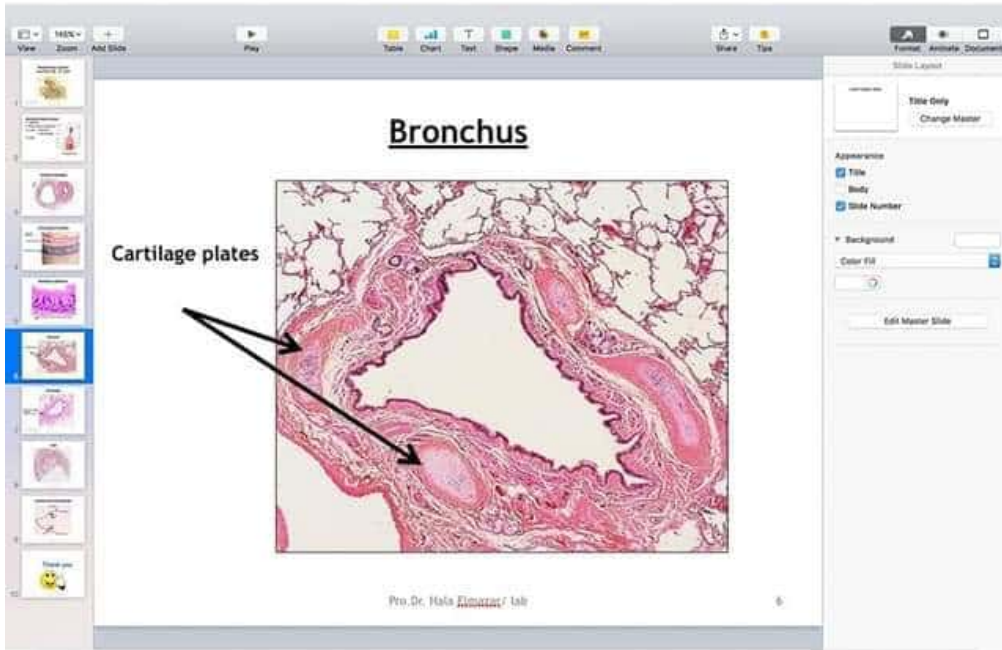 View
145%
Zoom
Add Slide
Play
Table
Chart
Text
Shape
Media
Comment
Share
Tips
Format
Animate
Document
Slide Layout
Title Only
Change Master
Appearance
Title
Body
Slide Number
Background
Color Fill
Edit Master Slide
Bronchus
Cartilage plates
Pro.Dr. Hala Elmazar/ lab
6
Thank you